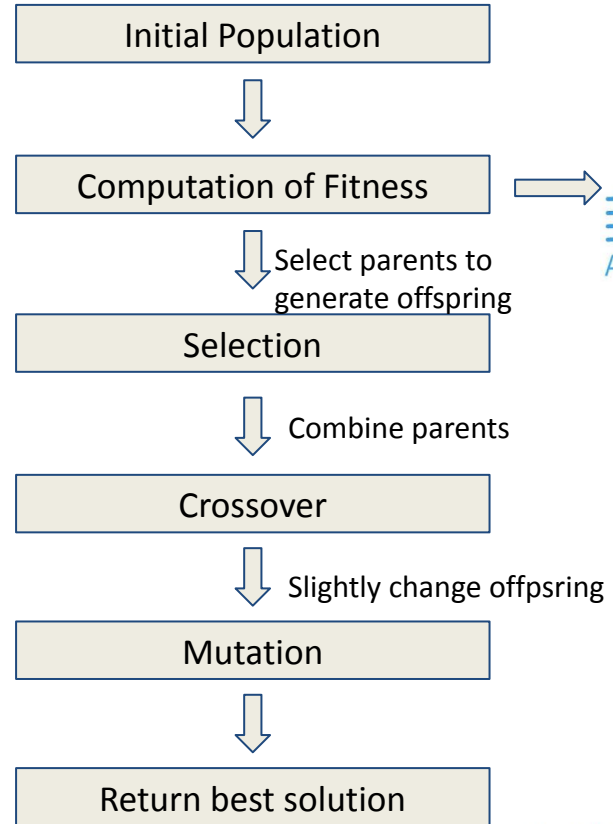 Initial Population
Computation of Fitness
Select parents to
generate offspring
Selection
Combine parents
Crossover
Slightly change offpsring
Mutation
Return best solution